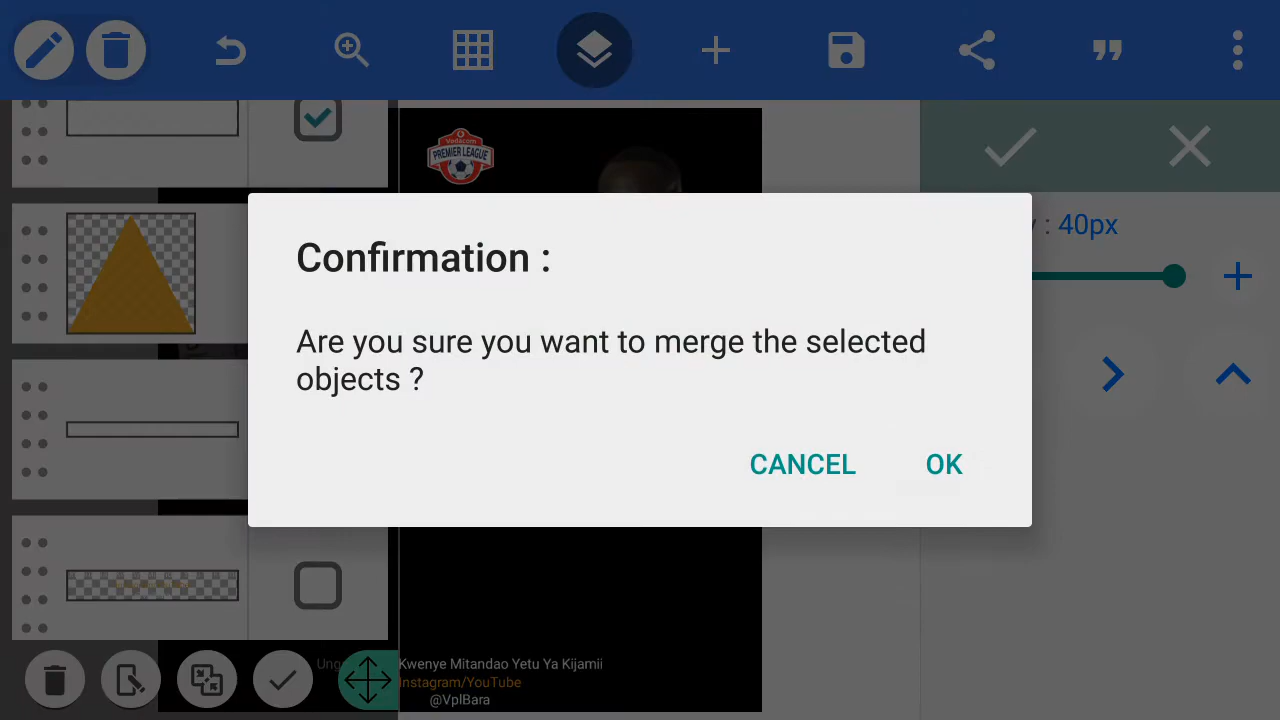 Vodacom
PREMIER LEAGUE
: 40px
Confirmation :
Are you sure you want to merge the selected
objects ?
CANCEL
OK
Kwenye Mitandao Yetu Ya Kijamii
Instagram/YouTube
@VplBara